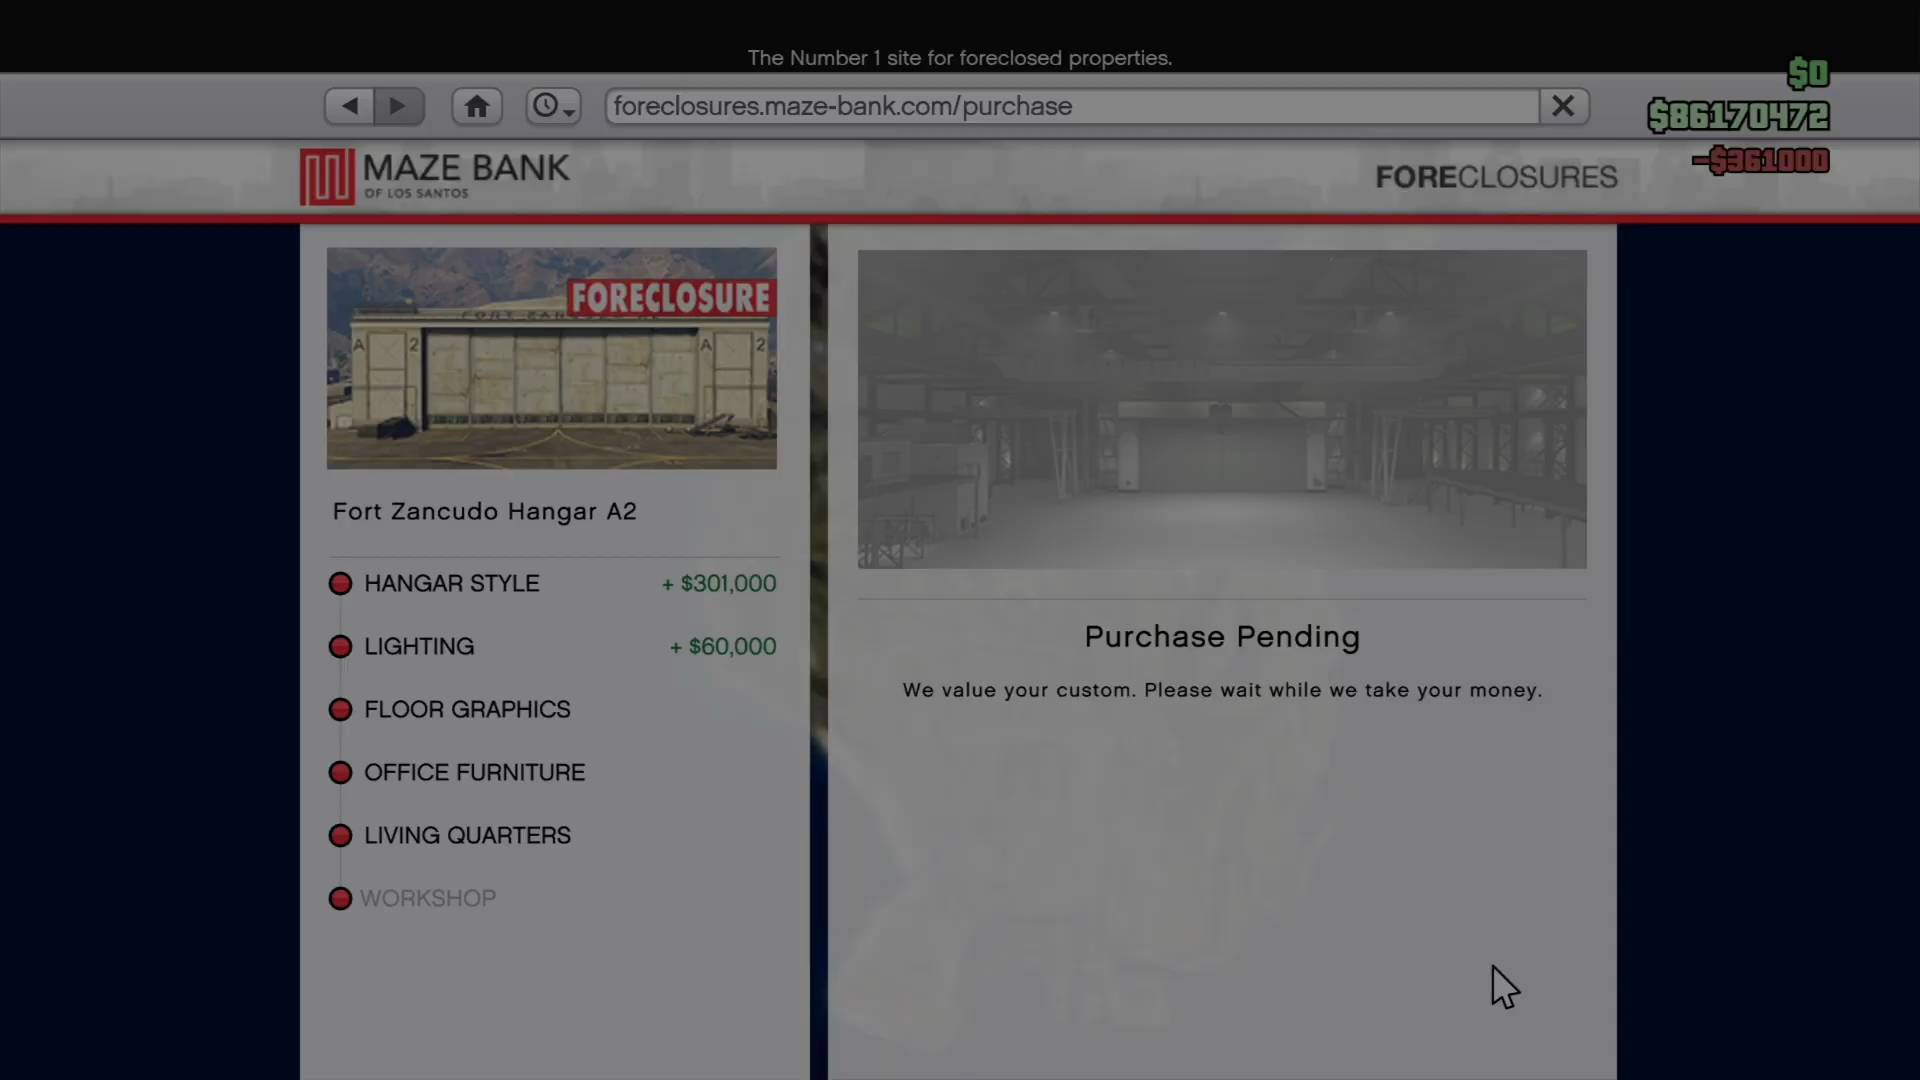 The Number 1 site for foreclosed properties.
$0
foreclosures.maze-bank.com/purchase
$86170472
-$361000
MAZE BANK
OF LOS SANTOS
FORECLOSURES
FORECLOSURE
A 2 A 2
Fort Zancudo Hangar A2
HANGAR STYLE + $301,000
LIGHTING + $60,000
FLOOR GRAPHICS
OFFICE FURNITURE
LIVING QUARTERS
WORKSHOP
Purchase Pending
We value your custom. Please wait while we take your money.